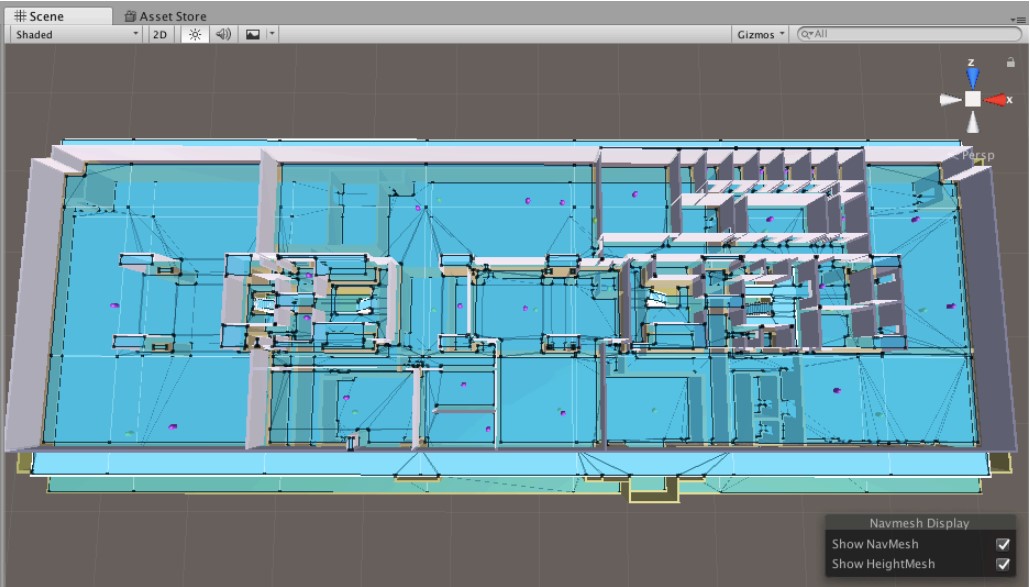 Scene Asset Store
Shaded 2D Gizmos All
z
x
Persp
Navmesh Display
Show NavMesh
Show HeightMesh